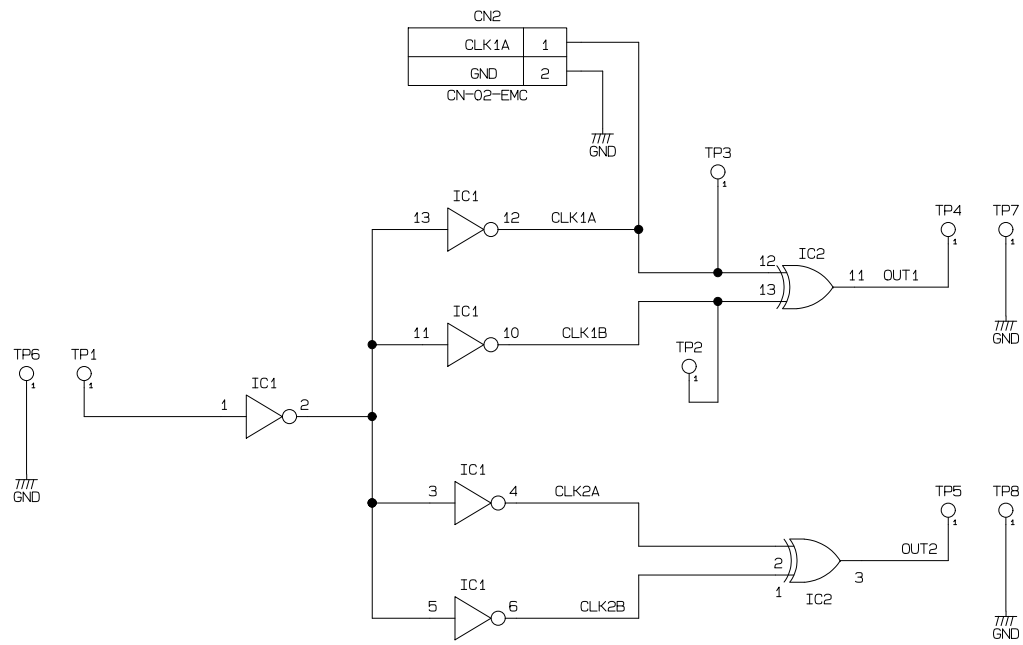 CN2
CLK1A 1
GND 2
CN-02-EMC
GND
TP3
1
IC1
13 12 CLK1A
TP4 TP7
1 1
IC2
12
13
11 OUT1
IC1
11 10 CLK1B
GND
TP2
1
TP6 TP1
1 1
IC1
1 2
GND
IC1
3 4 CLK2A
TP5 TP8
1 1
OUT2
2
3
1
IC2
IC1
5 6 CLK2B
GND